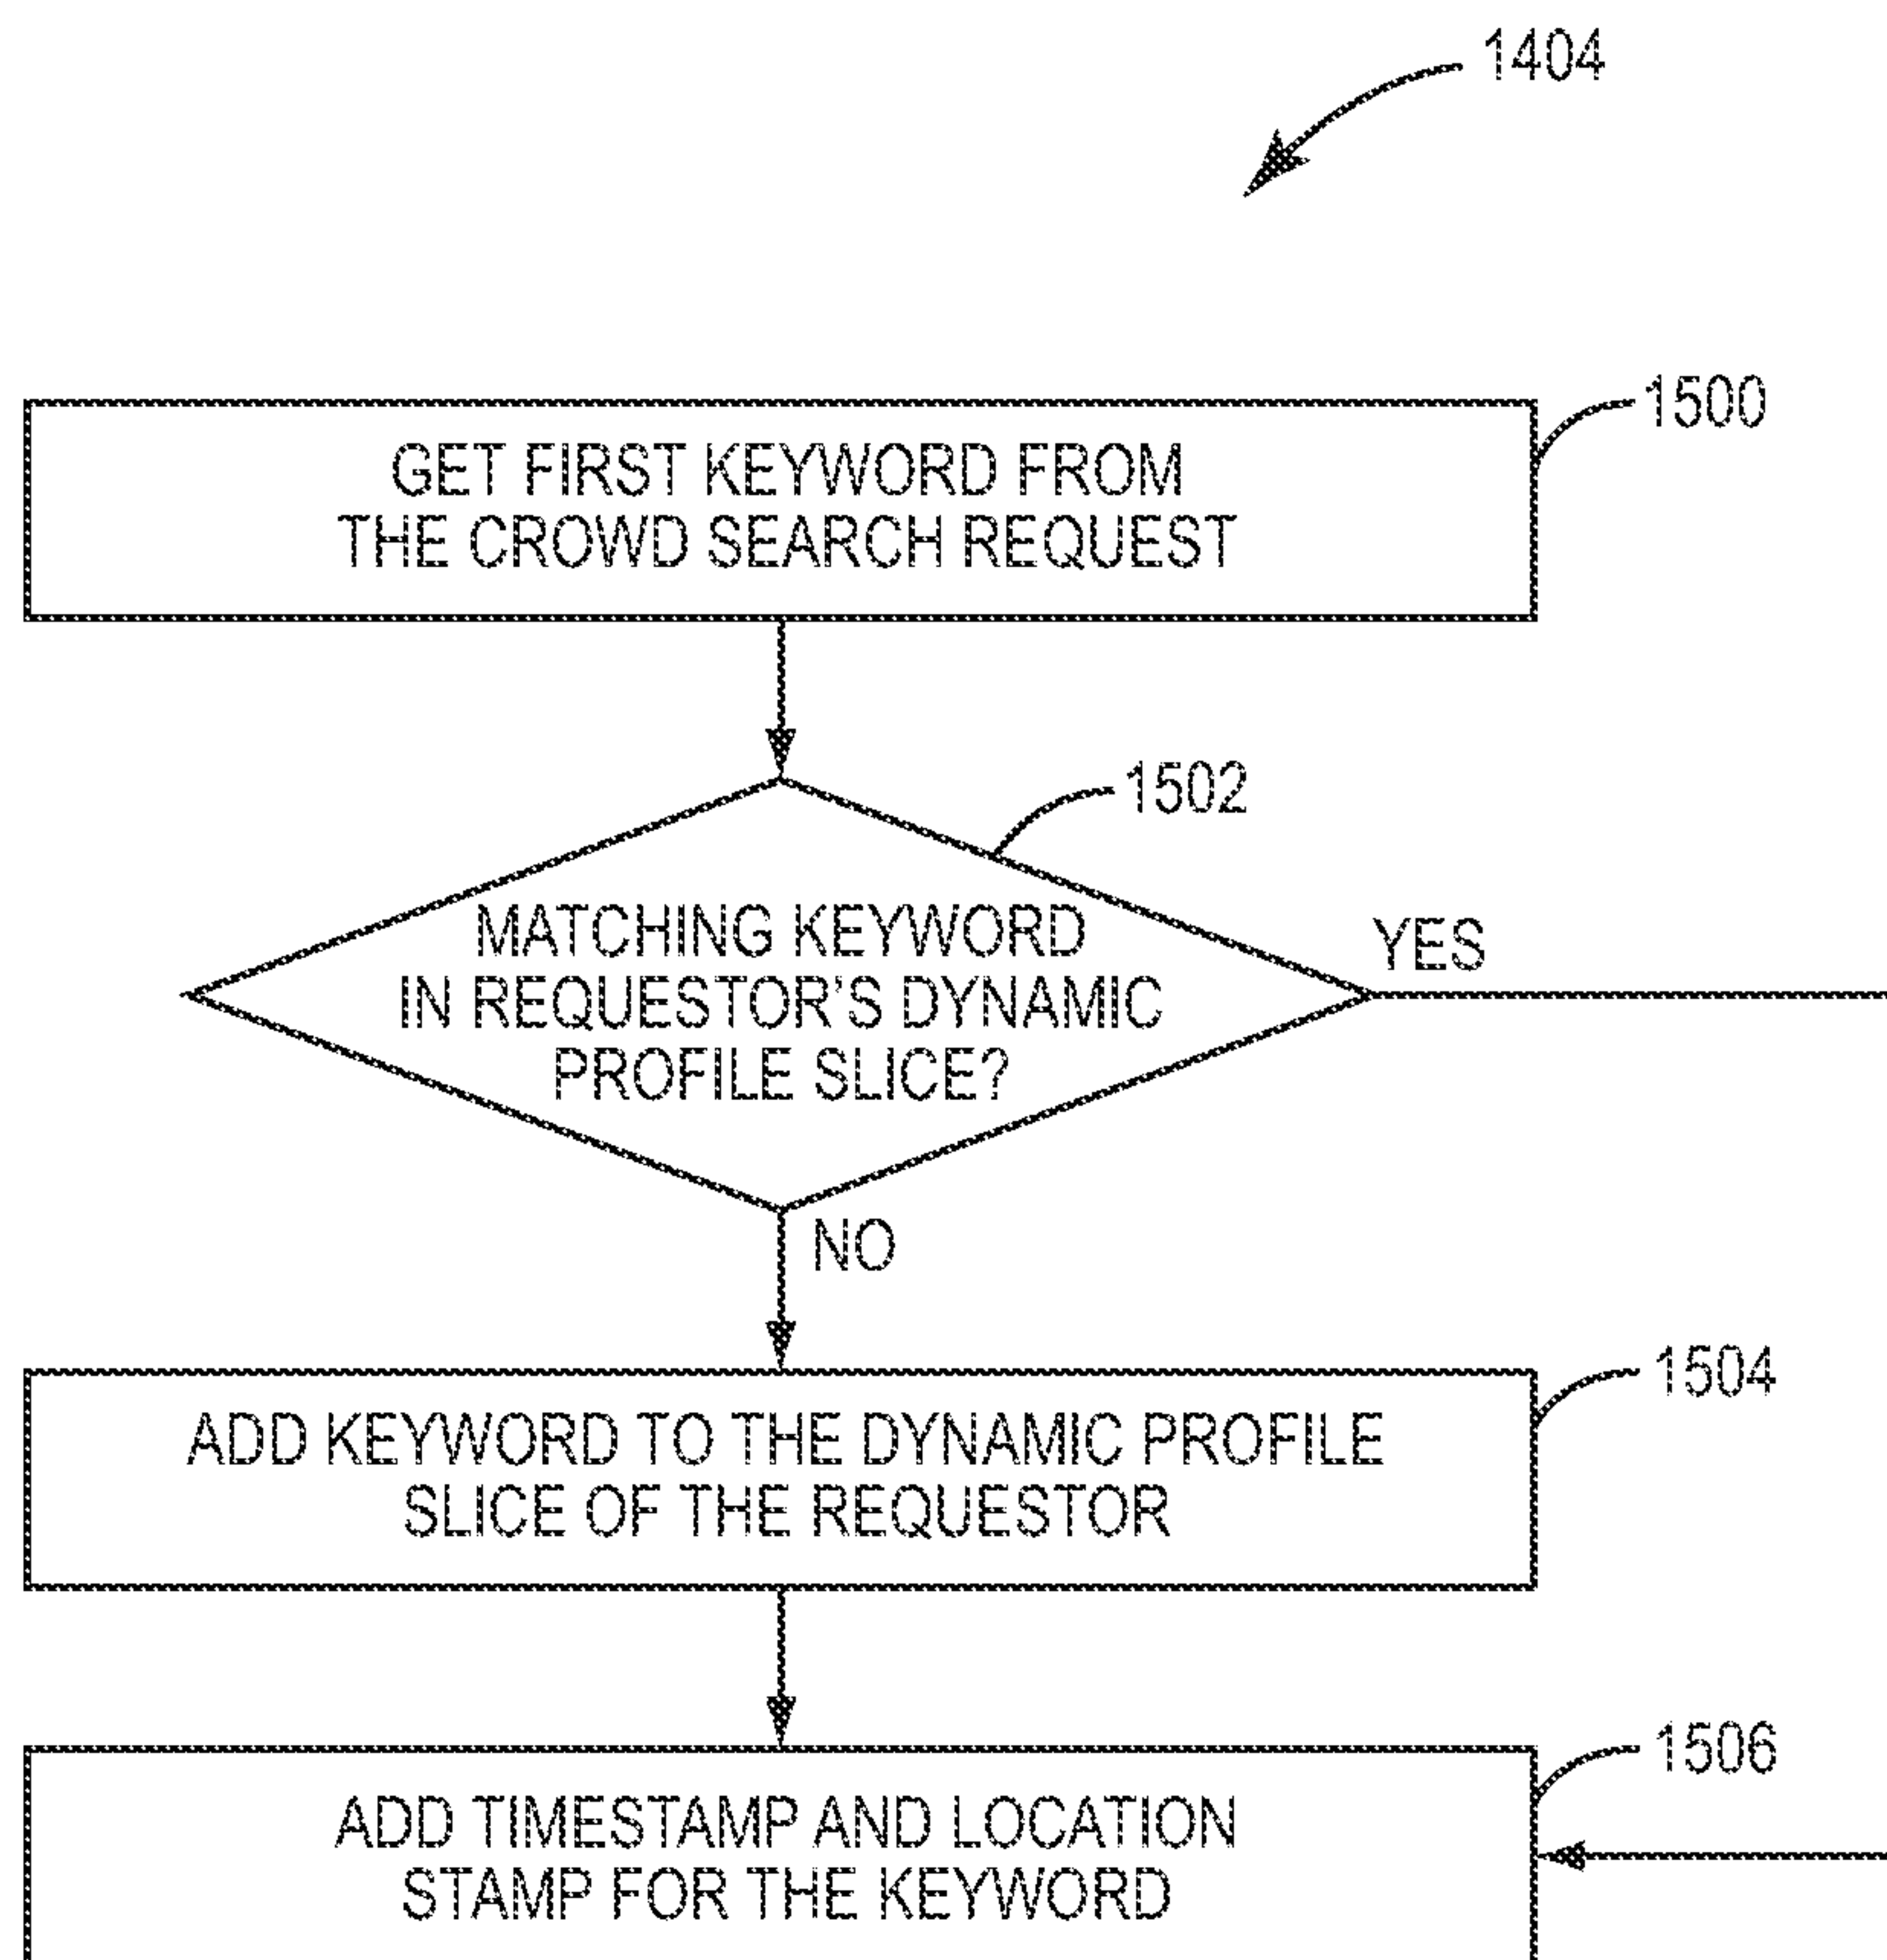 1404
1500
GET FIRST KEYWORD FROM
THE CROWD SEARCH REQUEST
1502
MATCHING KEYWORD
IN REQUESTOR'S DYNAMIC
PROFILE SLICE?
YES
NO
1504
ADD KEYWORD TO THE DYNAMIC PROFILE
SLICE OF THE REQUESTOR
1506
ADD TIMESTAMP AND LOCATION
STAMP FOR THE KEYWORD